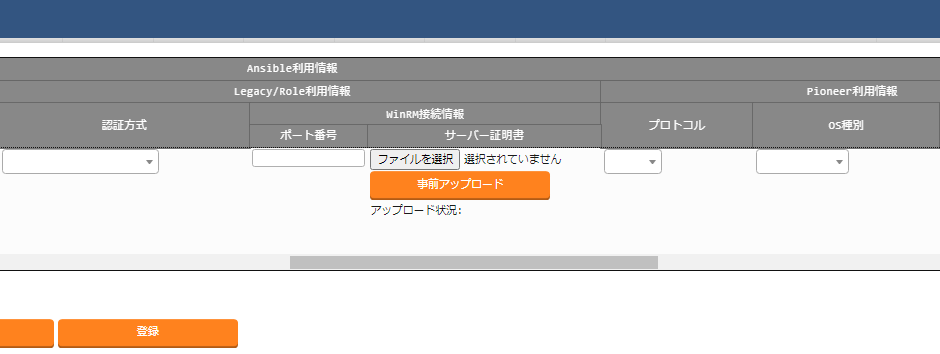 Ansible利用情報
Legacy/Role利用情報
Pioneer利用情報
認証方式
WinRM接続情報
プロトコル
OS種別
ポート番号
サーバー証明書
ファイルを選択 選択されていません
事前アップロード
アップロード状況:
登録